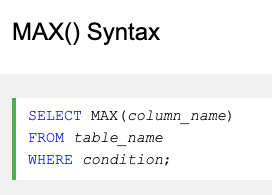 MAX() Syntax
SELECT MAX(column_name)
FROM table_name
WHERE condition;